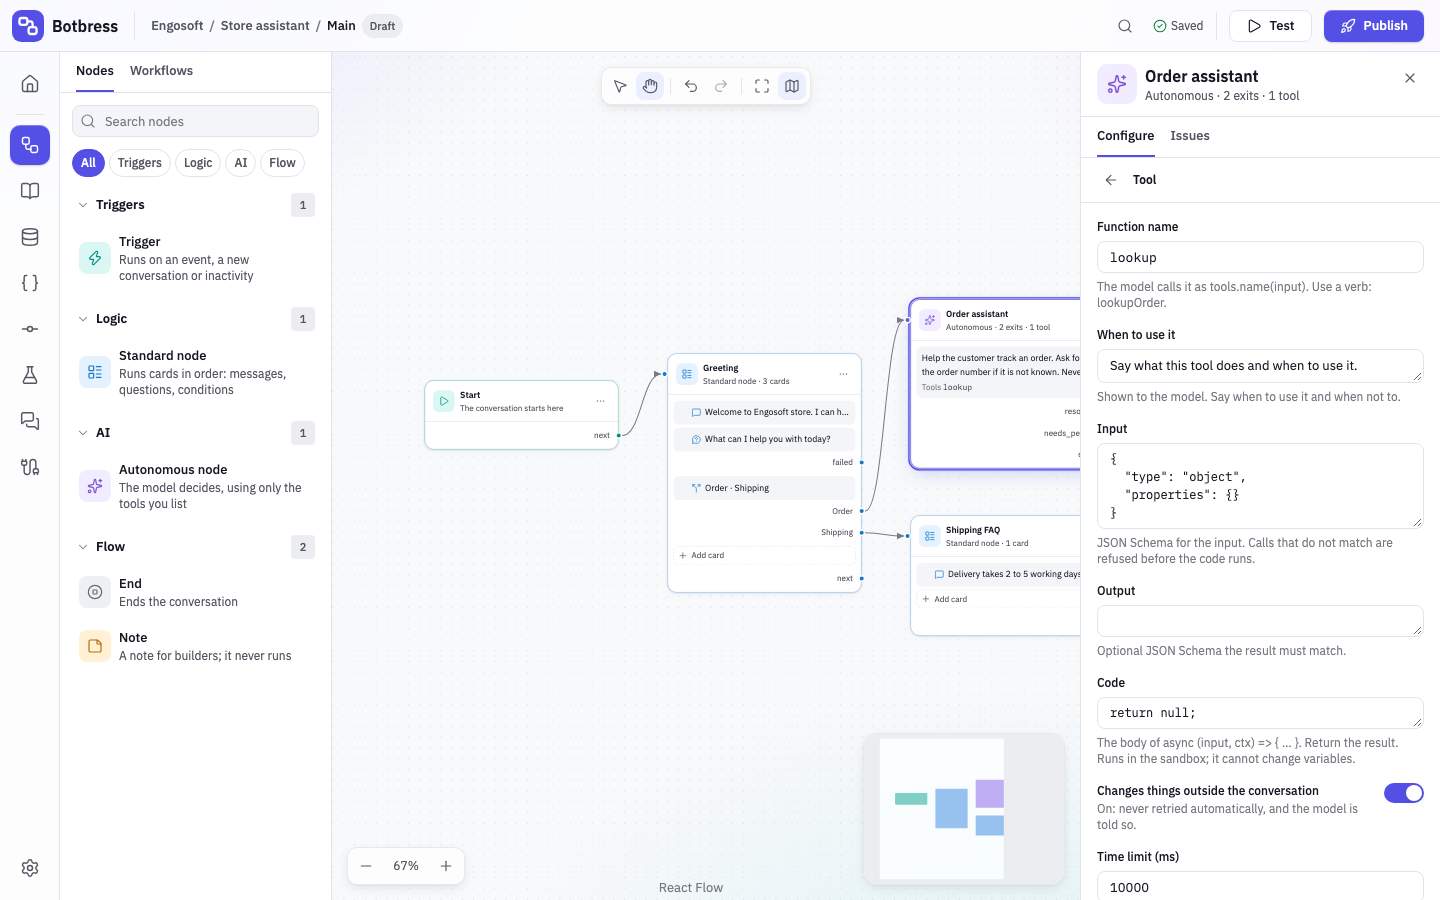 Botbress
Engosoft / Store assistant / Main Draft
Saved
Test
Publish
Nodes Workflows
Search nodes
All Triggers Logic AI Flow
Triggers 1
Trigger
Runs on an event, a new
conversation or inactivity
Logic 1
Standard node
Runs cards in order: messages,
questions, conditions
AI 1
Autonomous node
The model decides, using only the
tools you list
Flow 2
End
Ends the conversation
Note
A note for builders; it never runs
Start
The conversation starts here
next
Greeting
Standard node · 3 cards
Welcome to Engosoft store. I can h...
What can I help you with today?
failed
Order · Shipping
Order
Shipping
Add card
next
Order assistant
Autonomous · 2 exits · 1 tool
Help the customer track an order. Ask fo
the order number if it is not known. Neve
Tools lookup
reso
needs_pe
Shipping FAQ
Standard node · 1 card
Delivery takes 2 to 5 working days
Add card
67%
React Flow
Order assistant
Autonomous · 2 exits · 1 tool
Configure Issues
Tool
Function name
lookup
The model calls it as tools.name(input). Use a verb:
lookupOrder.
When to use it
Say what this tool does and when to use it.
Shown to the model. Say when to use it and when not to.
Input
{
"type": "object",
"properties": {}
}
JSON Schema for the input. Calls that do not match are
refused before the code runs.
Output
Optional JSON Schema the result must match.
Code
return null;
The body of async (input, ctx) => { ... }. Return the result.
Runs in the sandbox; it cannot change variables.
Changes things outside the conversation
On: never retried automatically, and the model is
told so.
Time limit (ms)
10000